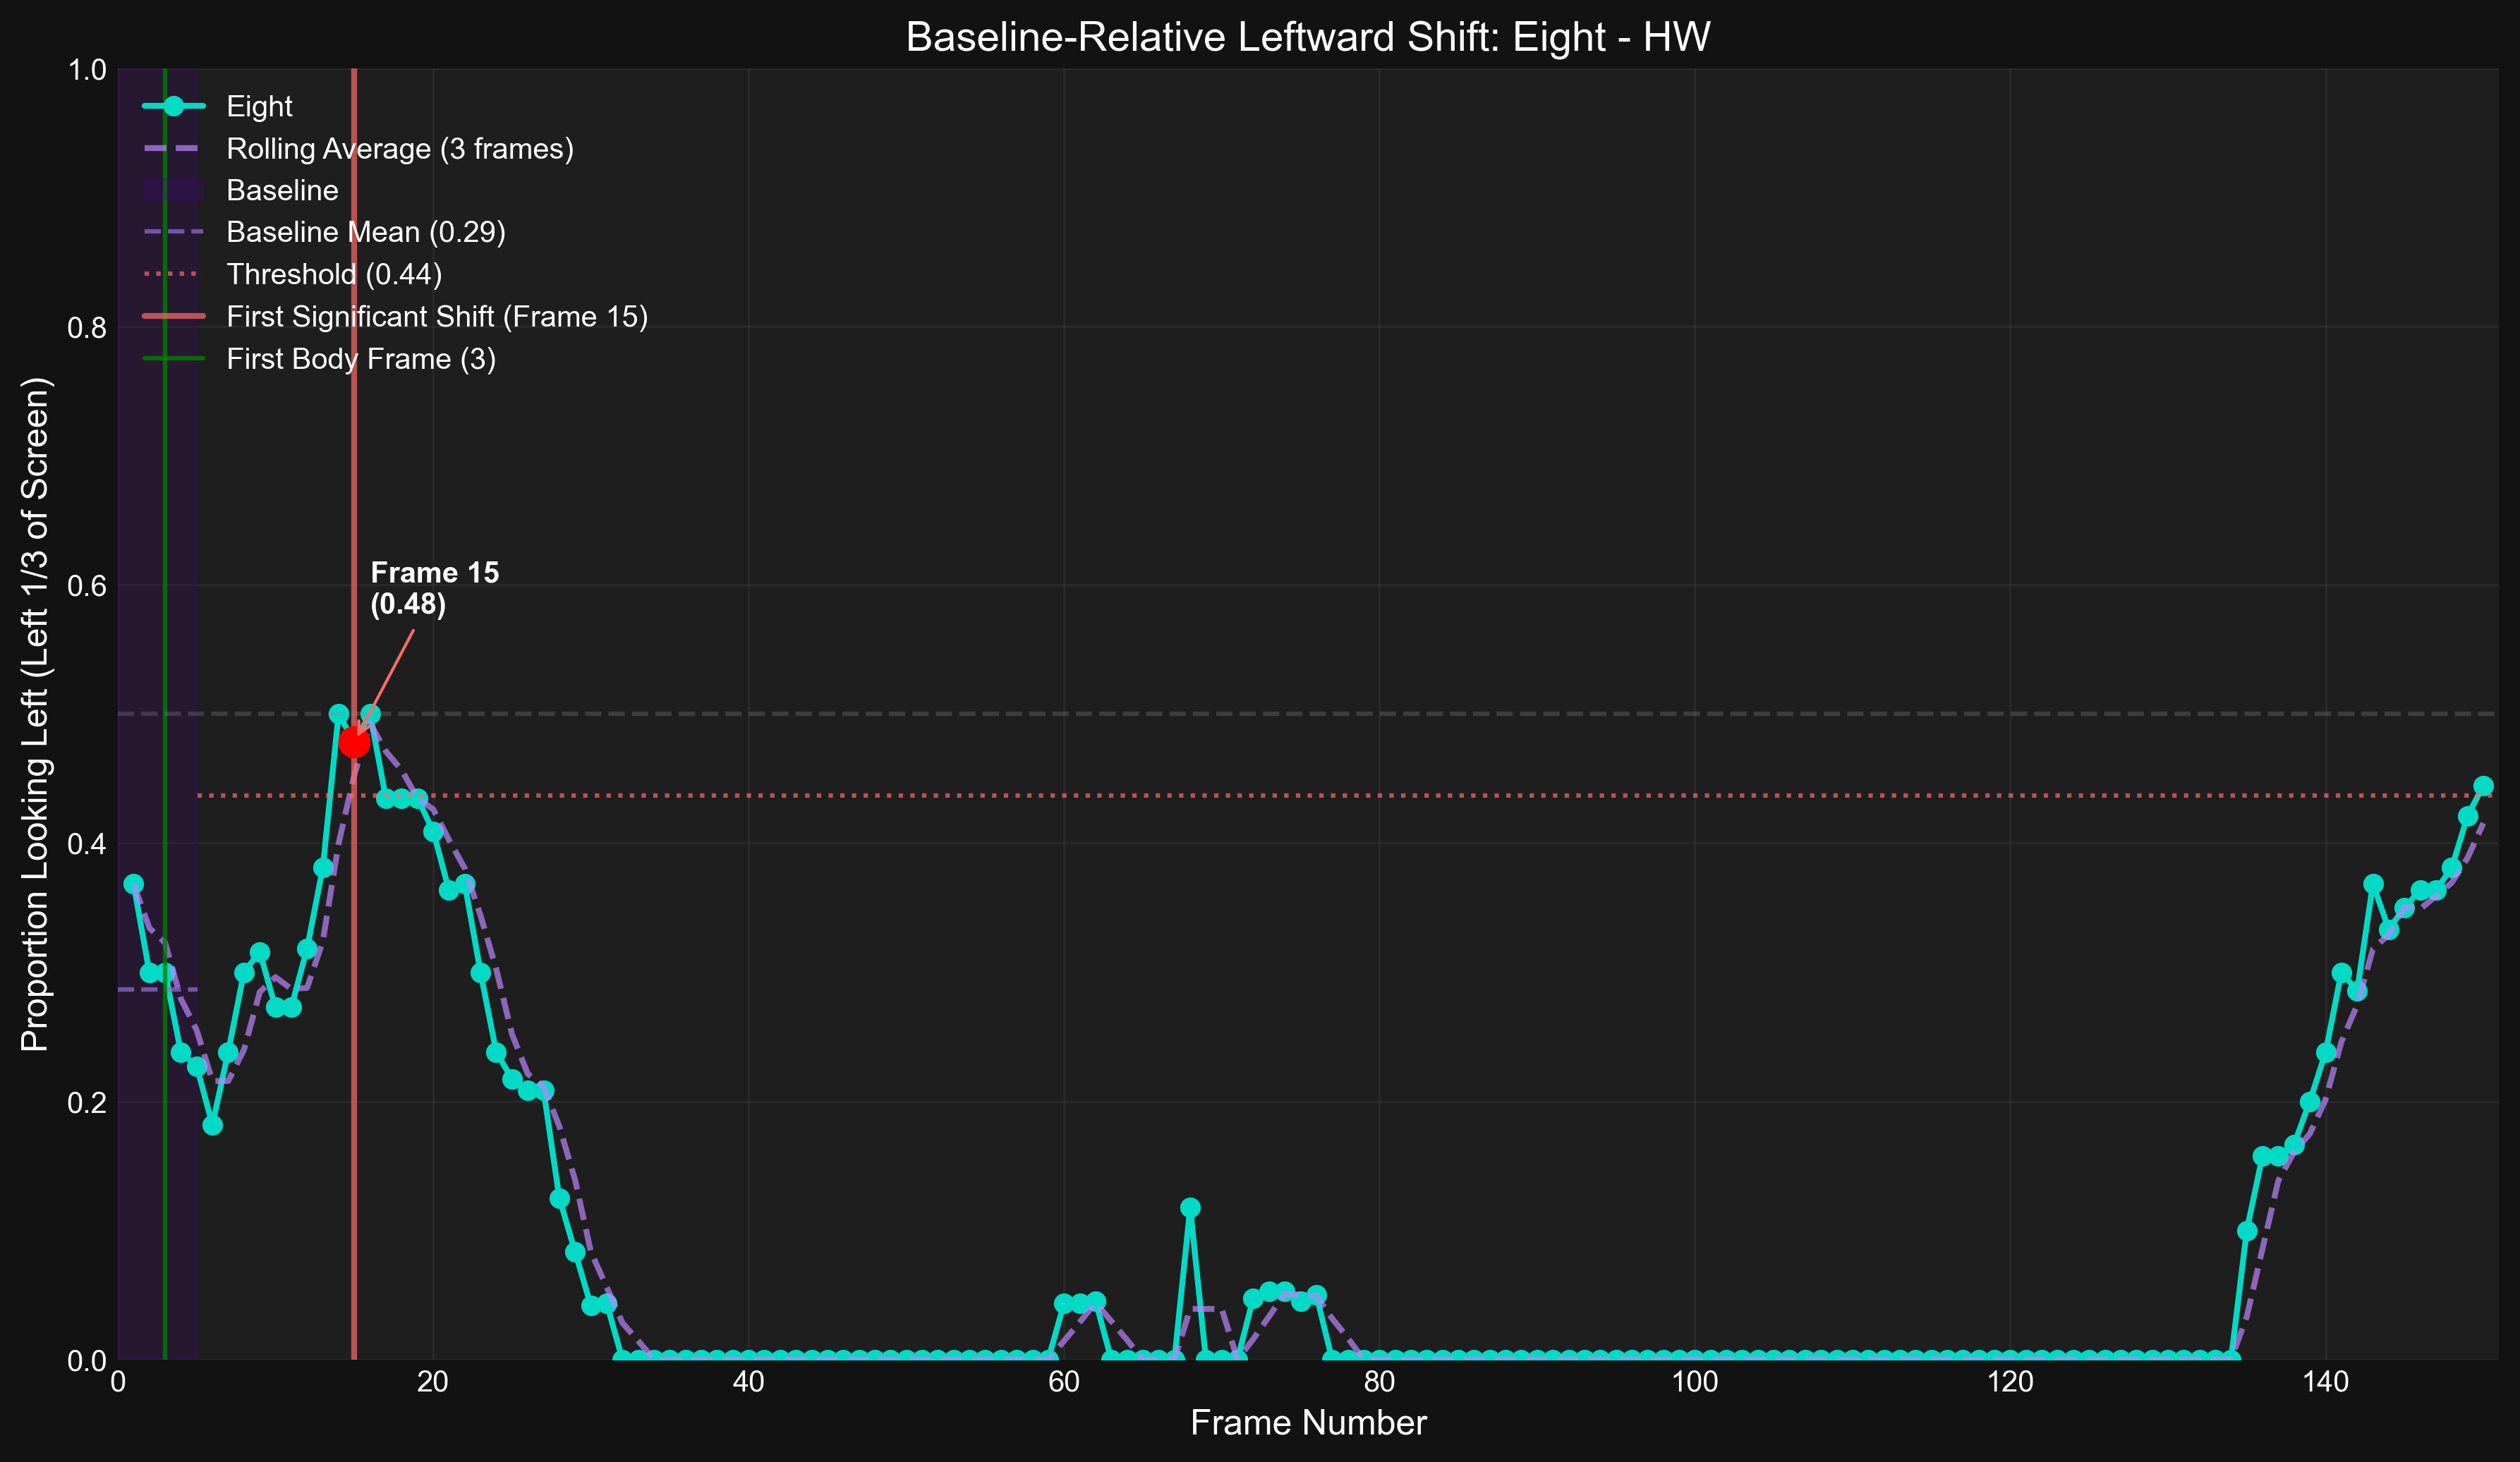 Baseline-Relative Leftward Shift: Eight - HW
1.0
0.8
0.6
0.4
0.2
0.0
Proportion Looking Left (Left 1/3 of Screen)
Eight
Rolling Average (3 frames)
Baseline
Baseline Mean (0.29)
Threshold (0.44)
First Significant Shift (Frame 15)
First Body Frame (3)
Frame 15
(0.48)
0 20 40 60 80 100 120 140
Frame Number